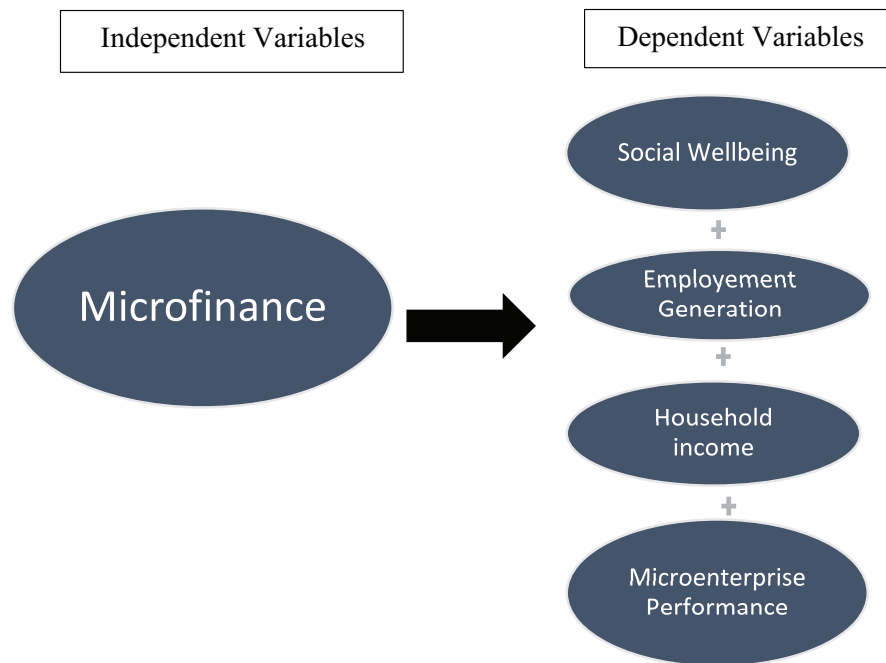 Independent Variables
Dependent Variables
Microfinance
Social Wellbeing
+
Employement
Generation
+
Household
income
+
Microenterprise
Performance